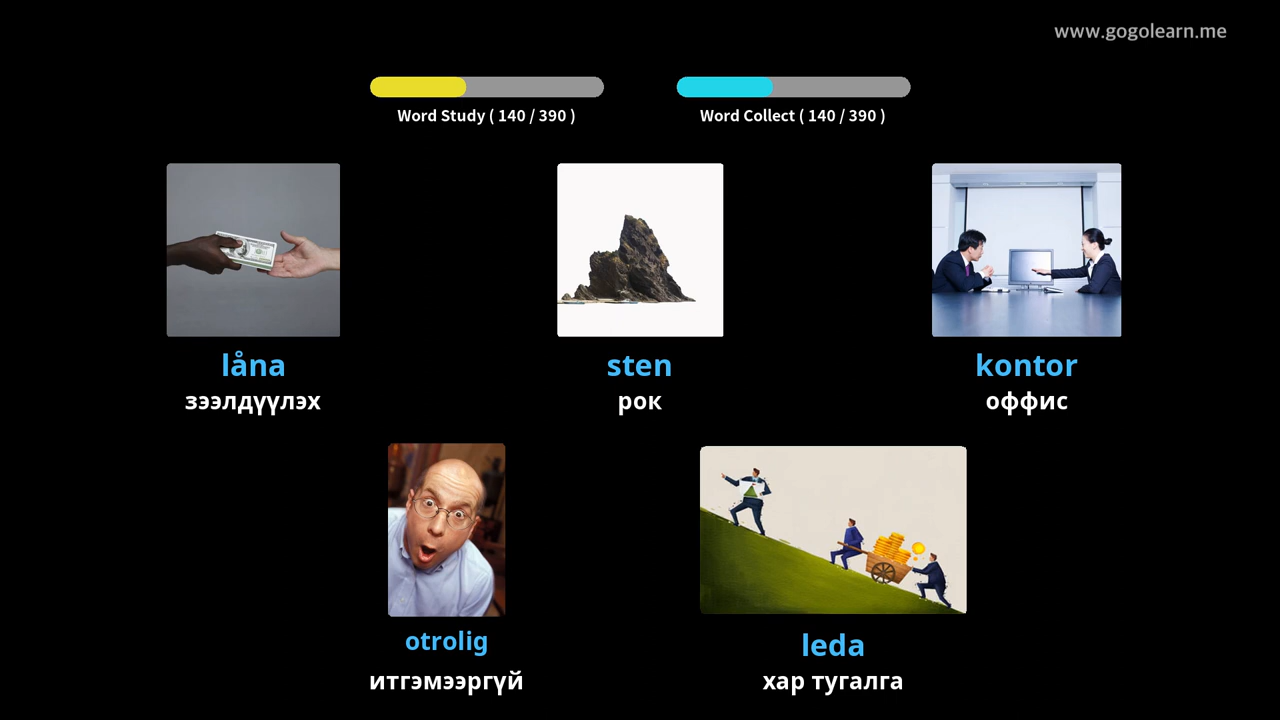 www.gogolearn.me
Word Study ( 140 / 390 )
Word Collect ( 140 / 390 )
låna
зээлдүүлэх
sten
рок
kontor
оффис
otrolig
итгэмээргүй
leda
хар тугалга